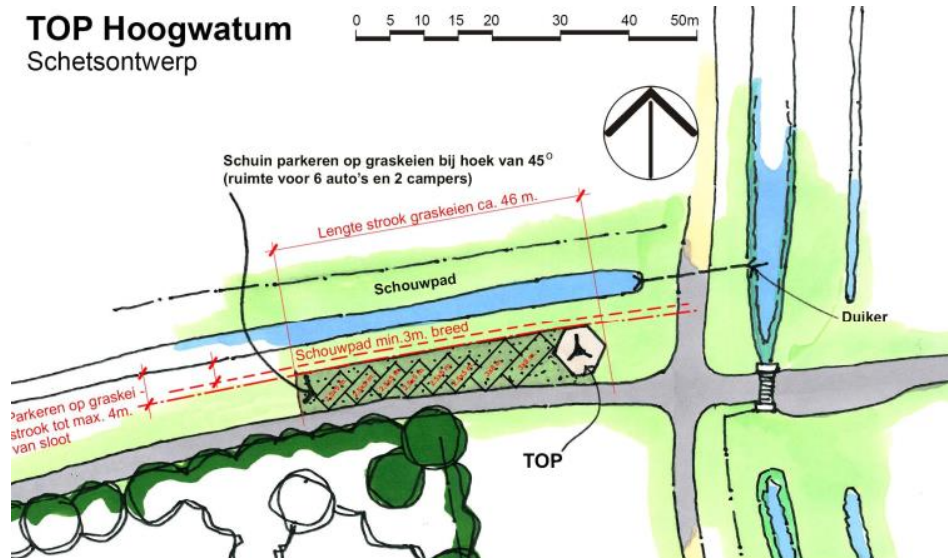 TOP Hoogwatum
Schetsontwerp
0 5 10 15 20 30 40 50m
Schuin parkeren op graskeien bij hoek van 45°
(ruimte voor 6 auto's en 2 campers)
Lengte strook graskeien ca. 46 m.
Schouwpad
Duiker
Schouwpad min.3m. breed
Parkeren op graskei -
strook tot max. 4m.
van sloot
TOP